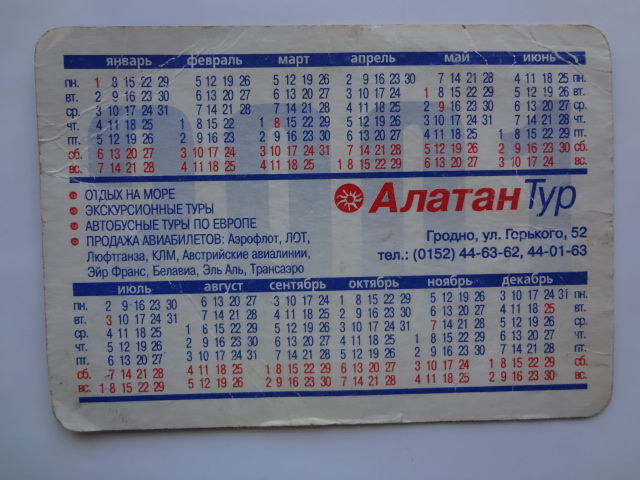 январь февраль март апрель май июнь
пн. 1 8 15 22 29 5 12 19 26 5 12 19 26 2 9 16 23 30 7 14 21 28 4 11 18 25 пн.
вт. 2 9 16 23 30 6 13 20 27 6 13 20 27 3 10 17 24 1 8 15 22 29 5 12 19 26 вт.
ср. 3 10 17 24 31 7 14 21 28 7 14 21 28 4 11 18 25 2 9 16 23 30 6 13 20 27 ср.
чт. 4 11 18 25 1 8 15 22 1 8 15 22 29 5 12 19 26 3 10 17 24 31 7 14 21 28 чт.
пт. 5 12 19 26 2 9 16 23 2 9 16 23 30 6 13 20 27 4 11 18 25 1 8 15 22 29 пт.
сб. 6 13 20 27 3 10 17 24 3 10 17 24 31 7 14 21 28 5 12 19 26 2 9 16 23 30 сб.
вс. 7 14 21 28 4 11 18 25 4 11 18 25 1 8 15 22 29 6 13 20 27 3 10 17 24 вс.
ОТДЫХ НА МОРЕ
ЭКСКУРСИОННЫЕ ТУРЫ
АВТОБУСНЫЕ ТУРЫ ПО ЕВРОПЕ
ПРОДАЖА АВИАБИЛЕТОВ: Аэрофлот, ЛОТ,
Люфтганза, КЛМ, Австрийские авиалинии,
Эйр Франс, Белавиа, Эль Аль, Трансаэро
Алатан Тур
Гродно, ул. Горького, 52
тел.: (0152) 44-63-62, 44-01-63
июль август сентябрь октябрь ноябрь декабрь
пн. 2 9 16 23 30 6 13 20 27 3 10 17 24 1 8 15 22 29 5 12 19 26 3 10 17 24 31 пн.
вт. 3 10 17 24 31 7 14 21 28 4 11 18 25 2 9 16 23 30 6 13 20 27 4 11 18 25 вт.
ср. 4 11 18 25 1 8 15 22 29 5 12 19 26 3 10 17 24 31 7 14 21 28 5 12 19 26 ср.
чт. 5 12 19 26 2 9 16 23 30 6 13 20 27 4 11 18 25 1 8 15 22 29 6 13 20 27 чт.
пт. 6 13 20 27 3 10 17 24 31 7 14 21 28 5 12 19 26 2 9 16 23 30 7 14 21 28 пт.
сб. 7 14 21 28 4 11 18 25 1 8 15 22 29 6 13 20 27 3 10 17 24 1 8 15 22 29 сб.
вс. 1 8 15 22 29 5 12 19 26 2 9 16 23 30 7 14 21 28 4 11 18 25 2 9 16 23 30 вс.